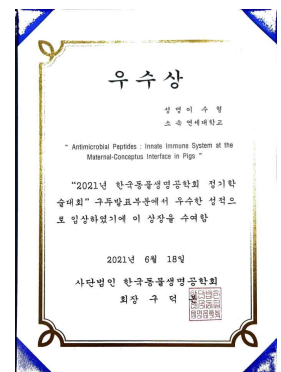 우수상
성명 이 수 형
소속 연세대학교
" Antimicrobial Peptides : Innate Immune System at the
Maternal-Conceptus Interface in Pigs "
"2021년 한국동물생명공학회 정기학
술대회" 구두발표부문에서 우수한 성적으
로 입상하였기에 이 상장을 수여함
2021년 6월 18일
사단법인 한국동물생명공학회
회장 구 덕